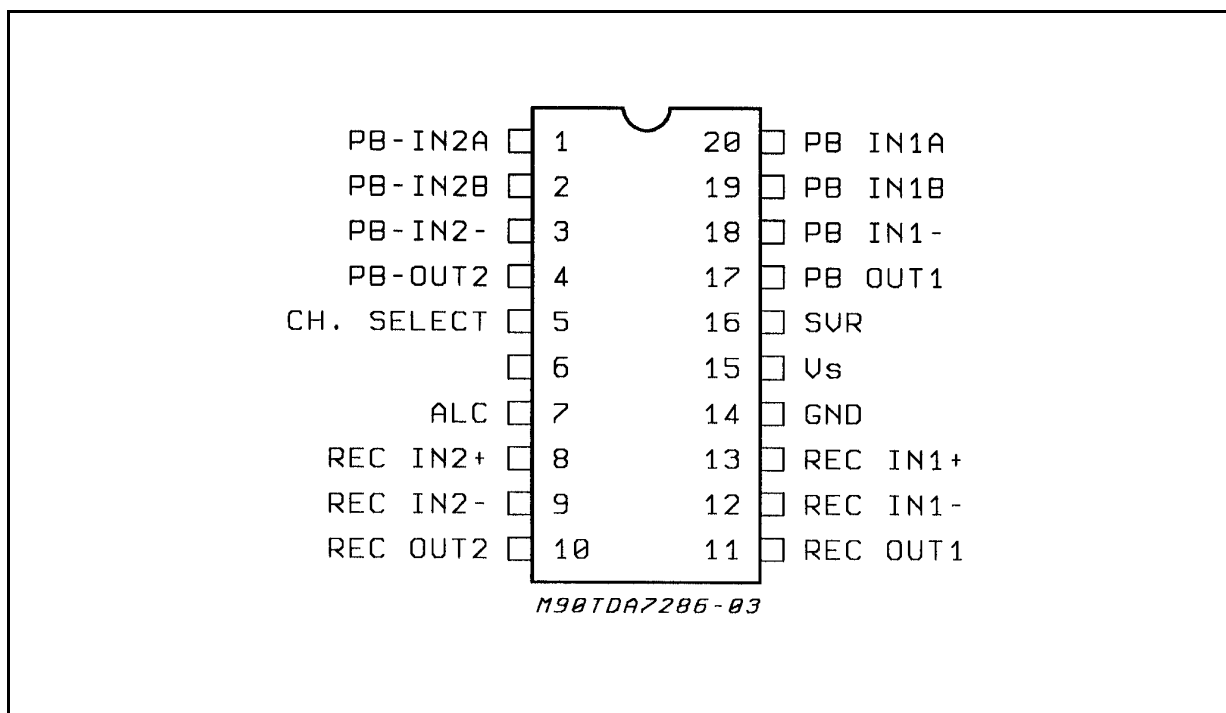 PB-IN2A 1 20 PB IN1A
PB-IN2B 2 19 PB IN1B
PB-IN2- 3 18 PB IN1-
PB-OUT2 4 17 PB OUT1
CH. SELECT 5 16 SVR
6 15 Vs
ALC 7 14 GND
REC IN2+ 8 13 REC IN1+
REC IN2- 9 12 REC IN1-
REC OUT2 10 11 REC OUT1
M90TDA7286-03